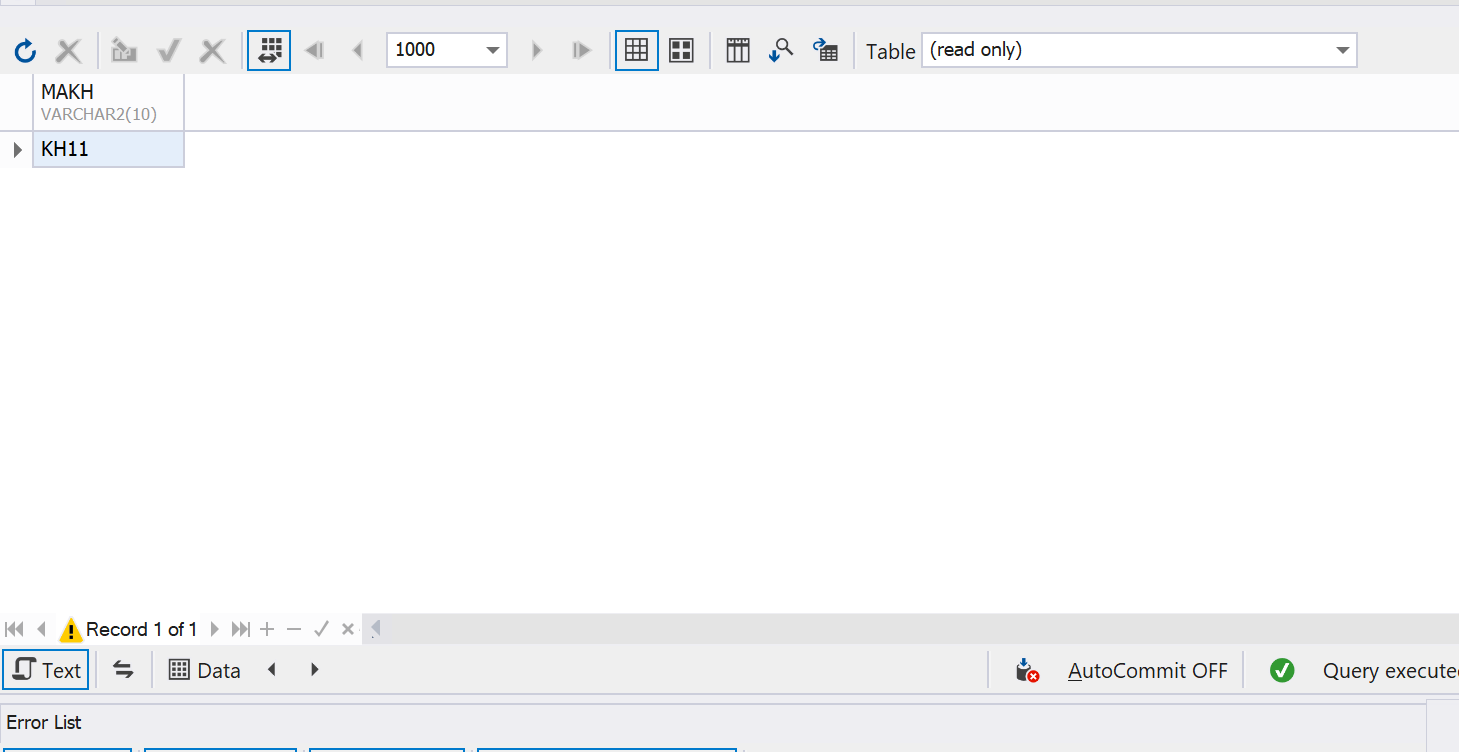 1000
Table (read only)
MAKH
VARCHAR2(10)
KH11
Record 1 of 1
Text Data AutoCommit OFF Query execute
Error List